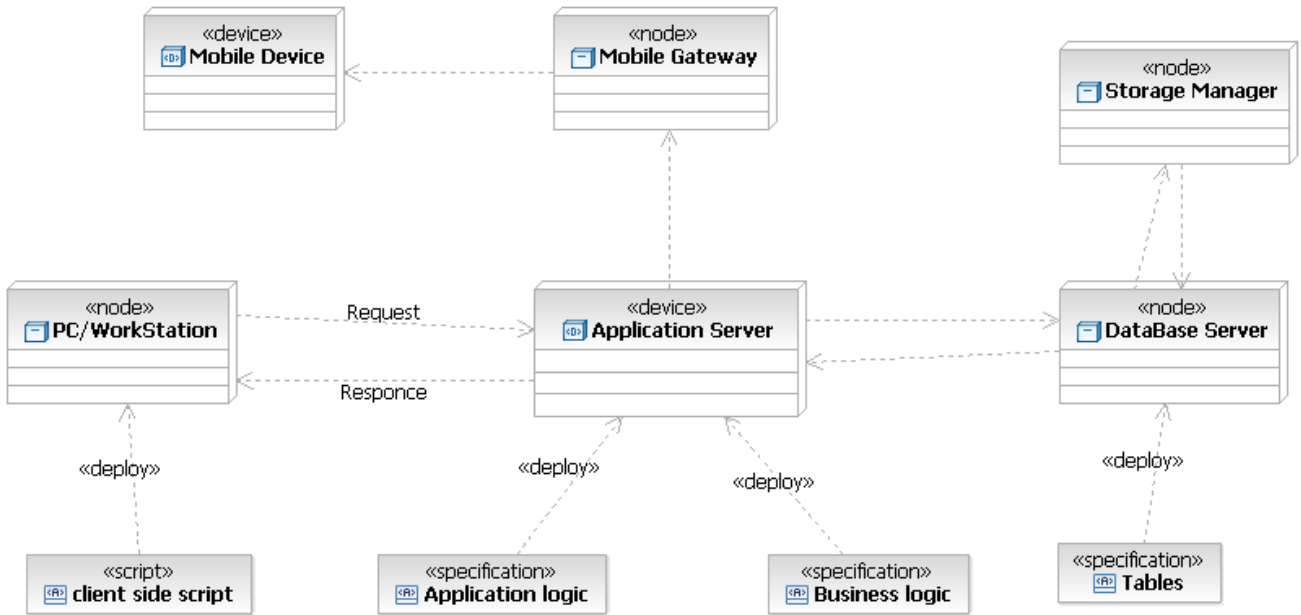 «device»
Mobile Device
«node»
Mobile Gateway
«node»
Storage Manager
«node»
PC/WorkStation
Request
Responce
«device»
Application Server
«node»
DataBase Server
«deploy»
«deploy»
«deploy»
«deploy»
«script»
client side script
«specification»
Application logic
«specification»
Business logic
«specification»
Tables